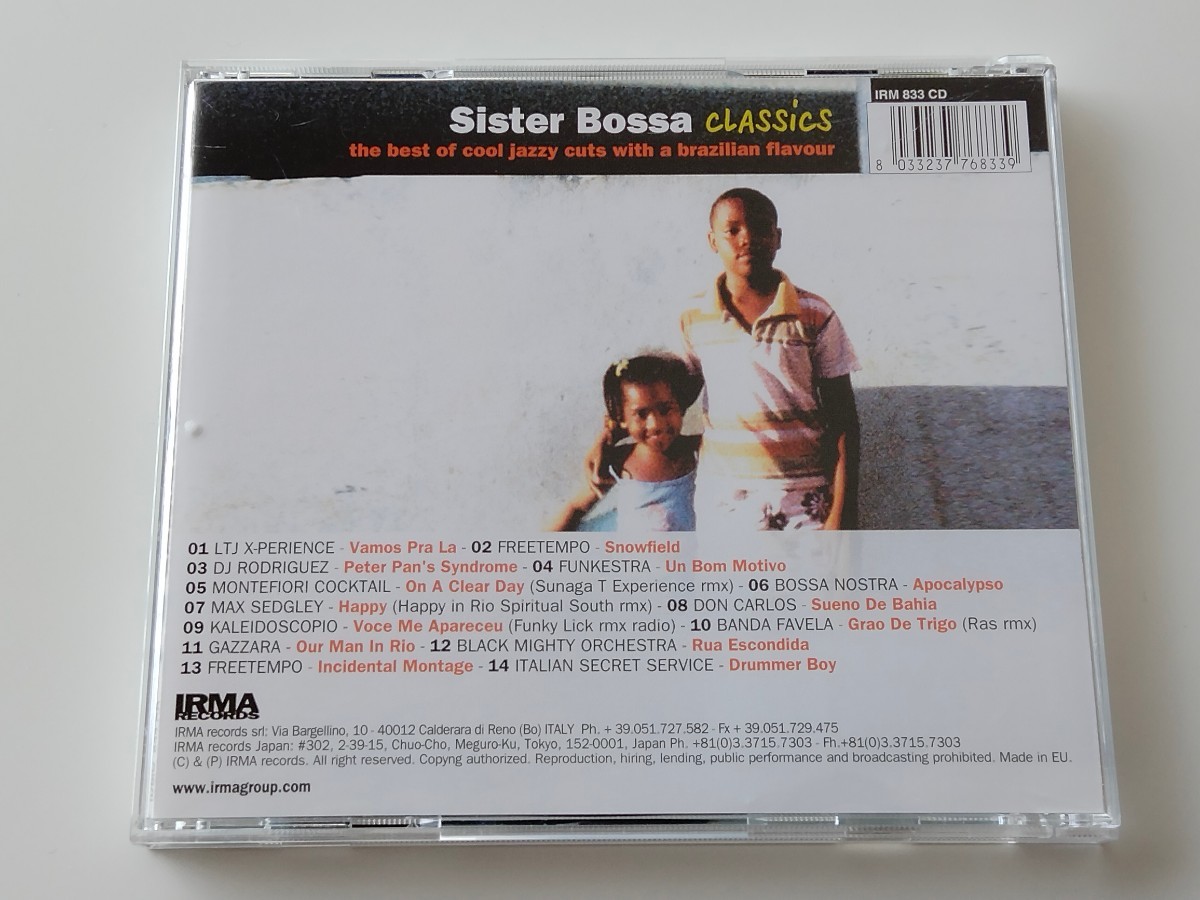 Sister Bossa classics
the best of cool jazzy cuts with a brazilian flavour
IRM 833 CD
8 033237 768339
01 LTJ X-PERIENCE - Vamos Pra La - 02 FREETEMPO - Snowfield
03 DJ RODRIGUEZ - Peter Pan's Syndrome - 04 FUNKESTRA - Un Bom Motivo
05 MONTEFIORI COCKTAIL - On A Clear Day (Sunaga T Experience rmx) - 06 BOSSA NOSTRA - Apocalypso
07 MAX SEDGLEY - Happy (Happy in Rio Spiritual South rmx) - 08 DON CARLOS - Sueno De Bahia
09 KALEIDOSCOPIO - Voce Me Apareceu (Funky Lick rmx radio) - 10 BANDA FAVELA - Grao De Trigo (Ras rmx)
11 GAZZARA - Our Man In Rio - 12 BLACK MIGHTY ORCHESTRA - Rua Escondida
13 FREETEMPO - Incidental Montage - 14 ITALIAN SECRET SERVICE - Drummer Boy
IRMA
RECORDS
IRMA records srl: Via Bargellino, 10 - 40012 Calderara di Reno (Bo) ITALY Ph. + 39.051.727.582 - Fx + 39.051.729.475
IRMA records Japan: #302, 2-39-15, Chuo-Cho, Meguro-Ku, Tokyo, 152-0001, Japan Ph. +81(0)3.3715.7303 - Fh.+81(0)3.3715.7303
(C) & (P) IRMA records. All right reserved. Copyng authorized. Reproduction, hiring, lending, public performance and broadcasting prohibited. Made in EU.
www.irmagroup.com